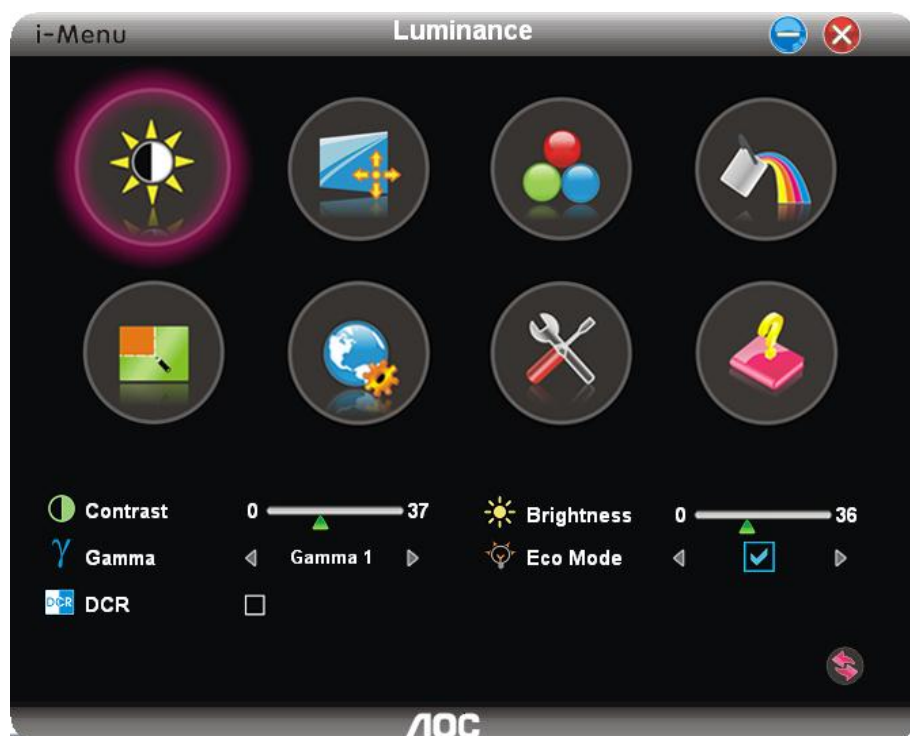 i-Menu
Luminance
Contrast 0 37
Brightness 0 36
γ Gamma Gamma 1
Eco Mode
DCR DCR
AOC